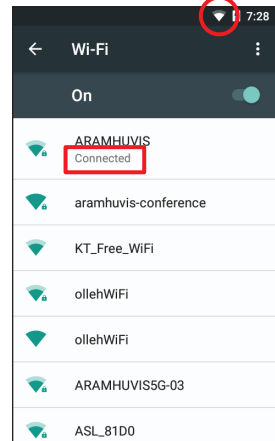 7:28
Wi-Fi
On
ARAMHUVIS
Connected
aramhuvis-conference
KT_Free_WiFi
ollehWiFi
ollehWiFi
ARAMHUVIS5G-03
ASL_81D0